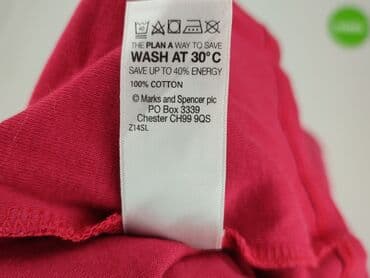 THE PLAN A WAY TO SAVE
WASH AT 30°C
SAVE UP TO 40% ENERGY
100% COTTON
© Marks and Spencer plc
PO Box 3339
Chester CH99 9QS
Z14SL